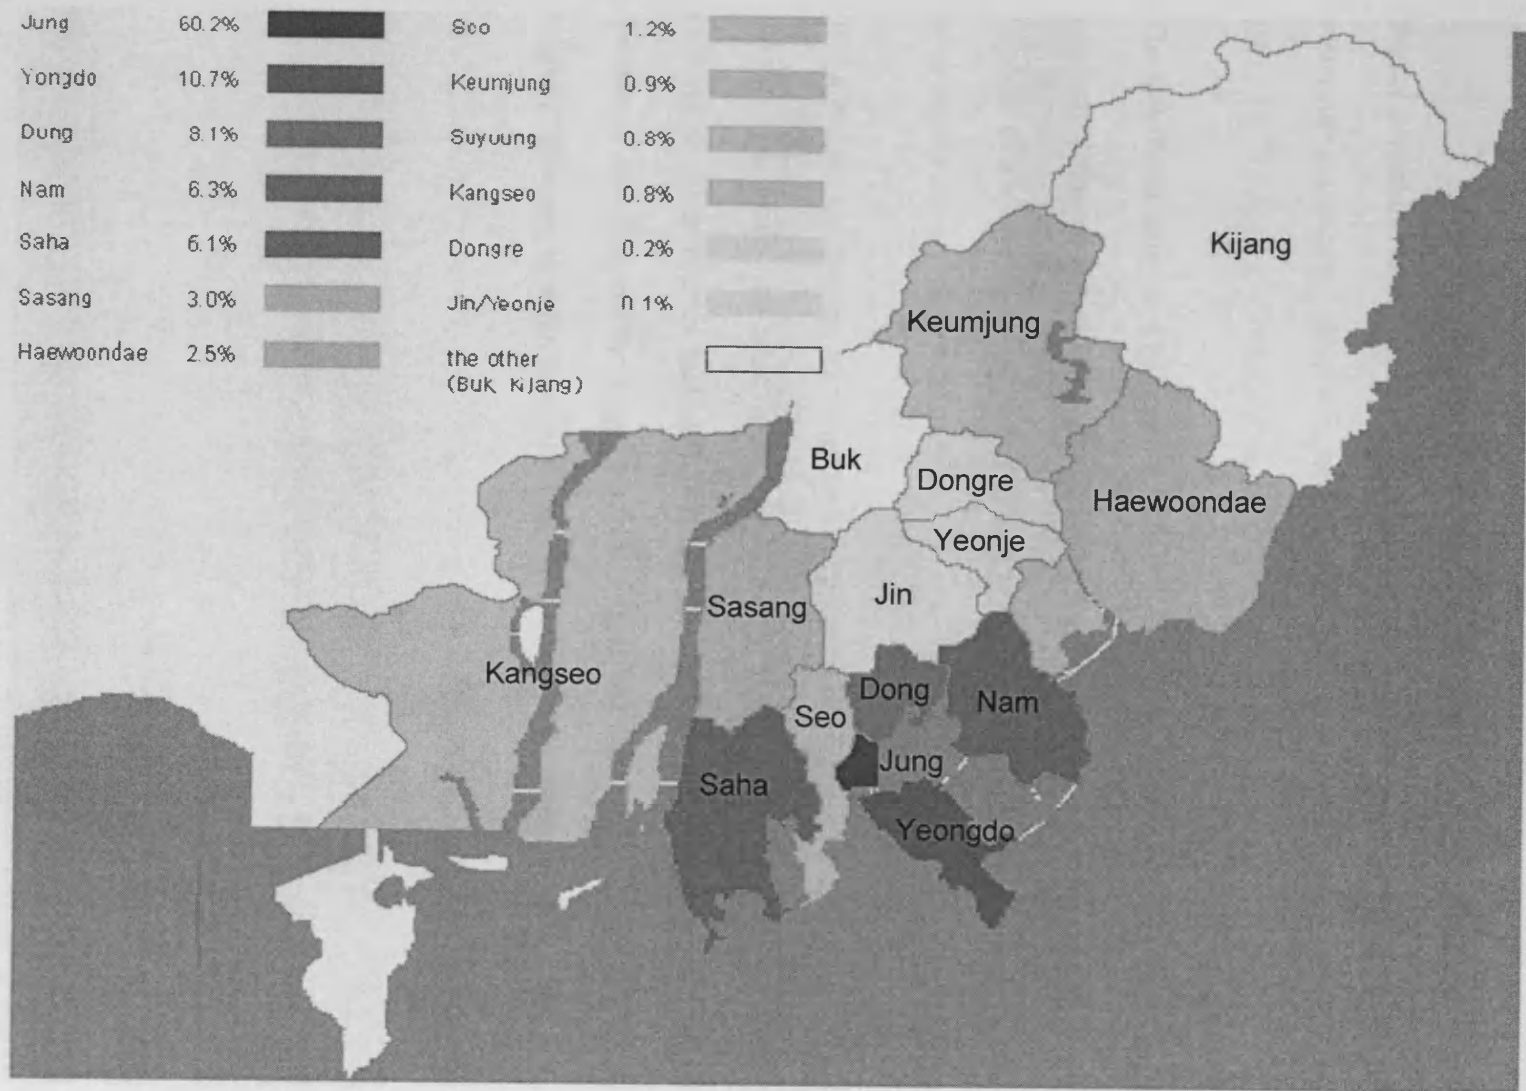 Jung 60.2%
Yongdo 10.7%
Dung 8.1%
Nam 6.3%
Saha 6.1%
Sasang 3.0%
Haewoondae 2.5%
Soo 1.2%
Keumjung 0.9%
Suyuung 0.8%
Kangseo 0.8%
Dongre 0.2%
Jin/Yeonje 0.1%
the other
(Buk Kijang)
Kijang
Keumjung
Buk
Dongre
Haewoondae
Yeonje
Jin
Sasang
Kangseo
Dong
Nam
Seo
Jung
Saha
Yeongdo